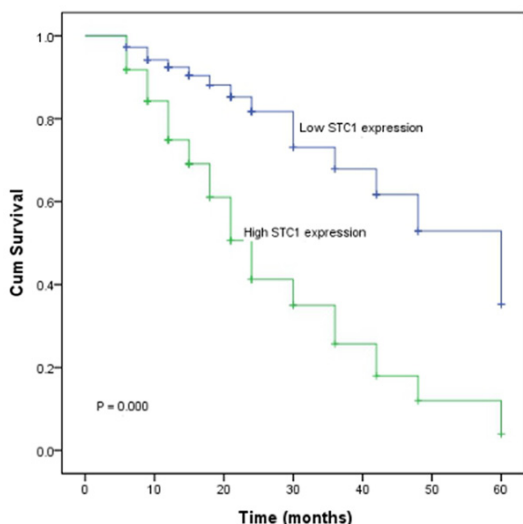 1.0
0.8
Low STC1 expression
0.6
Cum Survival
High STC1 expression
0.4
0.2
P = 0.000
0.0
0 10 20 30 40 50 60
Time (months)